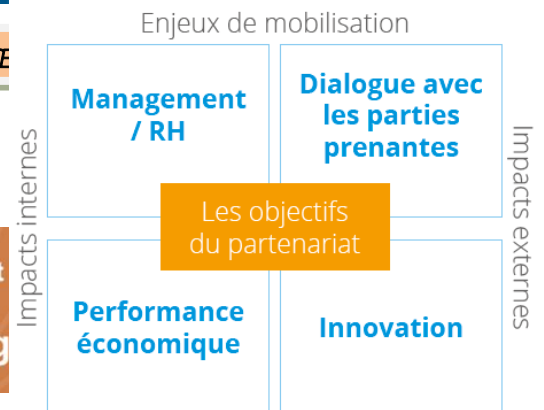 Enjeux de mobilisation
Management
/ RH
Dialogue avec
les parties
prenantes
Impacts internes
Impacts externes
Les objectifs
du partenariat
Performance
économique
Innovation